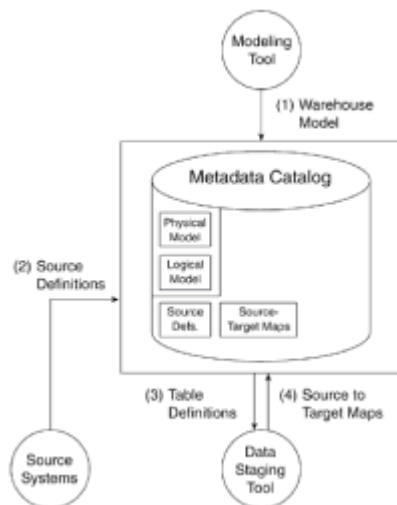 Modeling
Tool
(1) Warehouse
Model
Metadata Catalog
Physical
Model
Logical
Model
(2) Source
Definitions
Source
Defs.
Source-
Target Maps
(3) Table
Definitions
(4) Source to
Target Maps
Source
Systems
Data
Staging
Tool